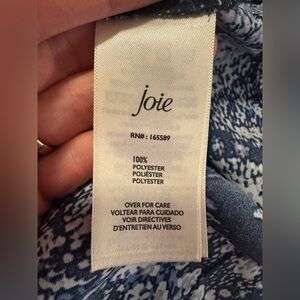 joie
RN#: 165589
100%
POLYESTER
POLIÉSTER
POLYESTER
OVER FOR CARE
VOLTEAR PARA CUIDADO
VOIR DIRECTIVES
D'ENTRETIEN AU VERSO